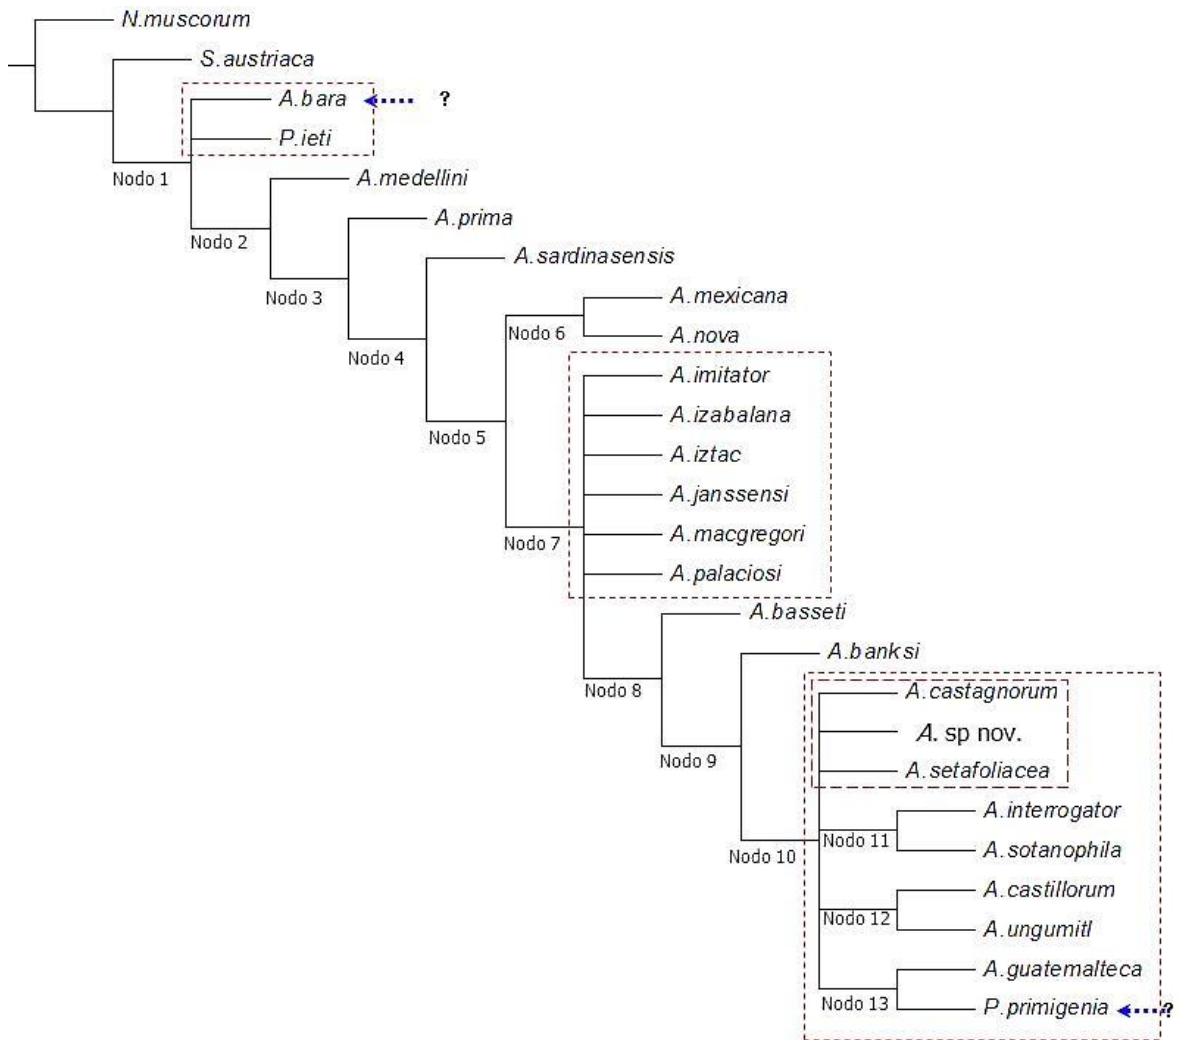 N.muscorum
S.austriaca
A.bara ?
P.ieti
Nodo 1
A.medellini
A.prima
Nodo 2
A.sardinasensis
Nodo 3
A.mexicana
Nodo 6
A.nova
Nodo 4
A.imitator
A.izabalana
Nodo 5
A.iztac
A.janssensi
A.macgregori
Nodo 7
A.palaciosi
A.basseti
A.banksi
Nodo 8
A.castagnorum
A. sp nov.
Nodo 9
A.setafoliacea
A.interrogator
Nodo 11
A.sotanophila
Nodo 10
A.castillorum
Nodo 12
A.ungumitl
A.guatemalteca
Nodo 13
P.primigenia ?